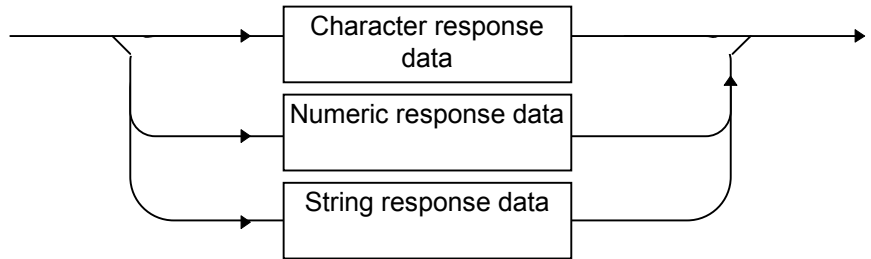 Character response
data
Numeric response data
String response data